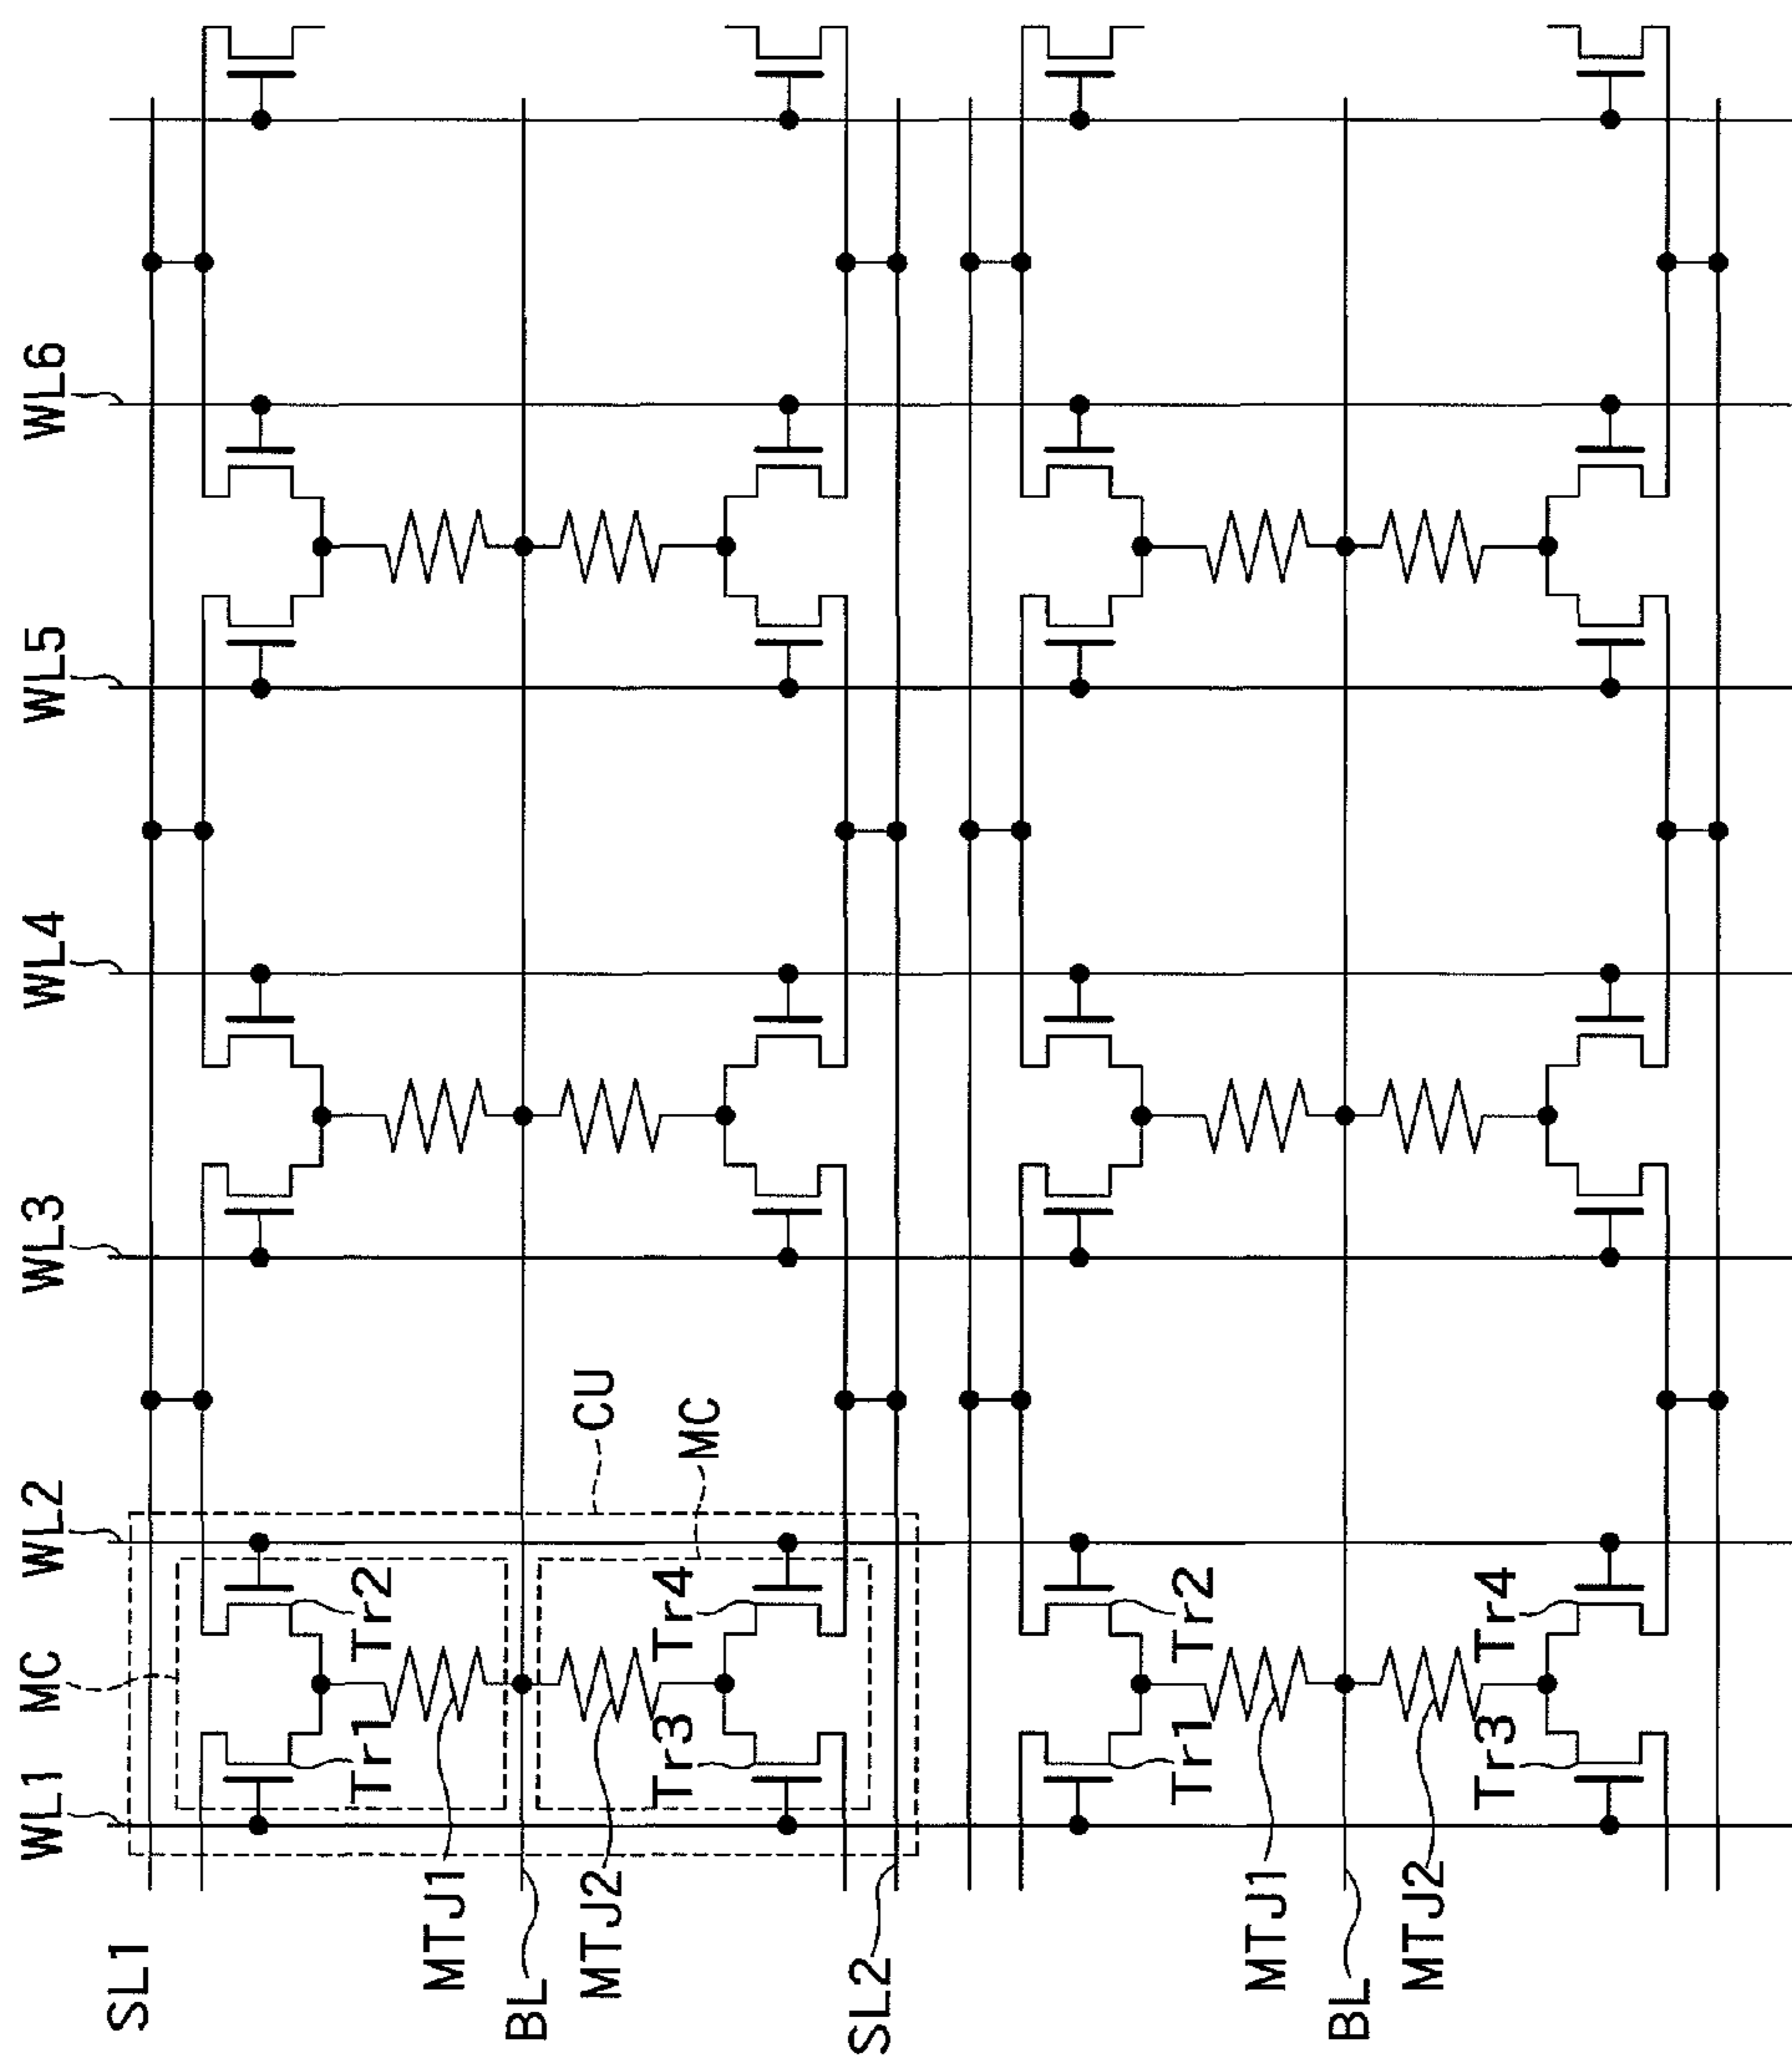 WL1
WL2
WL3
WL4
WL5
WL6
MC
SL1
Tr1
Tr2
MTJ1
CU
BL
MC
MTJ2
Tr3
Tr4
SL2
Tr1
Tr2
MTJ1
BL
MTJ2
Tr3
Tr4